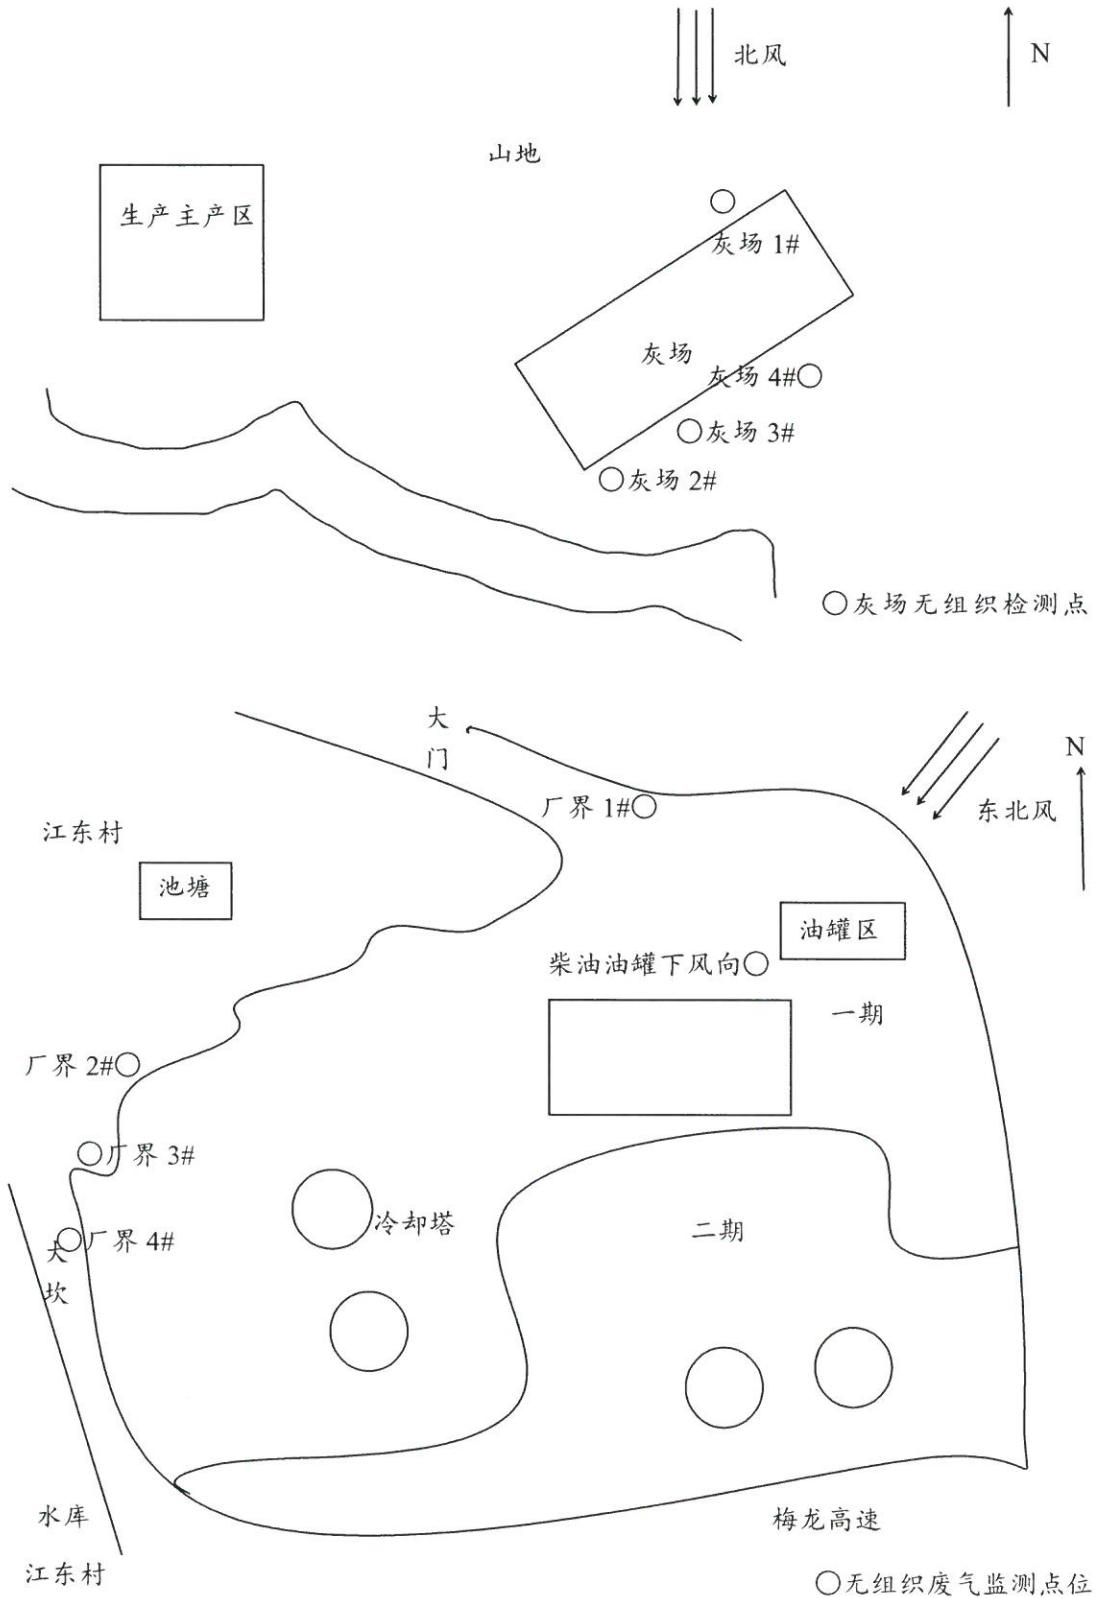 北风
N
山地
生产主产区
灰场 1#
灰场
灰场 4#
灰场 3#
灰场 2#
灰场无组织检测点
大门
N
厂界 1#
东北风
江东村
池塘
油罐区
柴油油罐下风向
一期
厂界 2#
厂界 3#
冷却塔
二期
厂界 4#
大坎
水库
梅龙高速
江东村
无组织废气监测点位